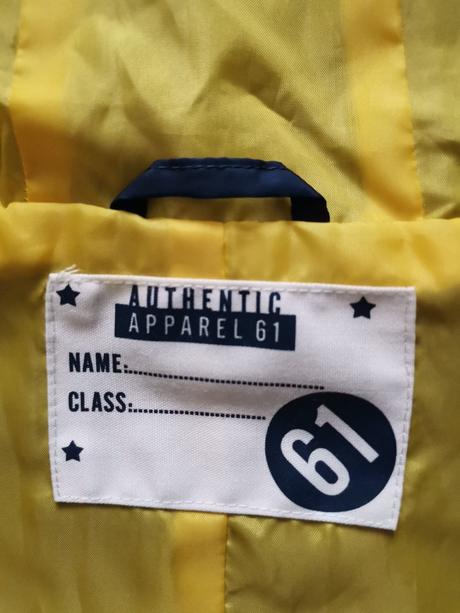 AUTHENTIC
APPAREL 61
NAME:..............................................
CLASS:................................
61